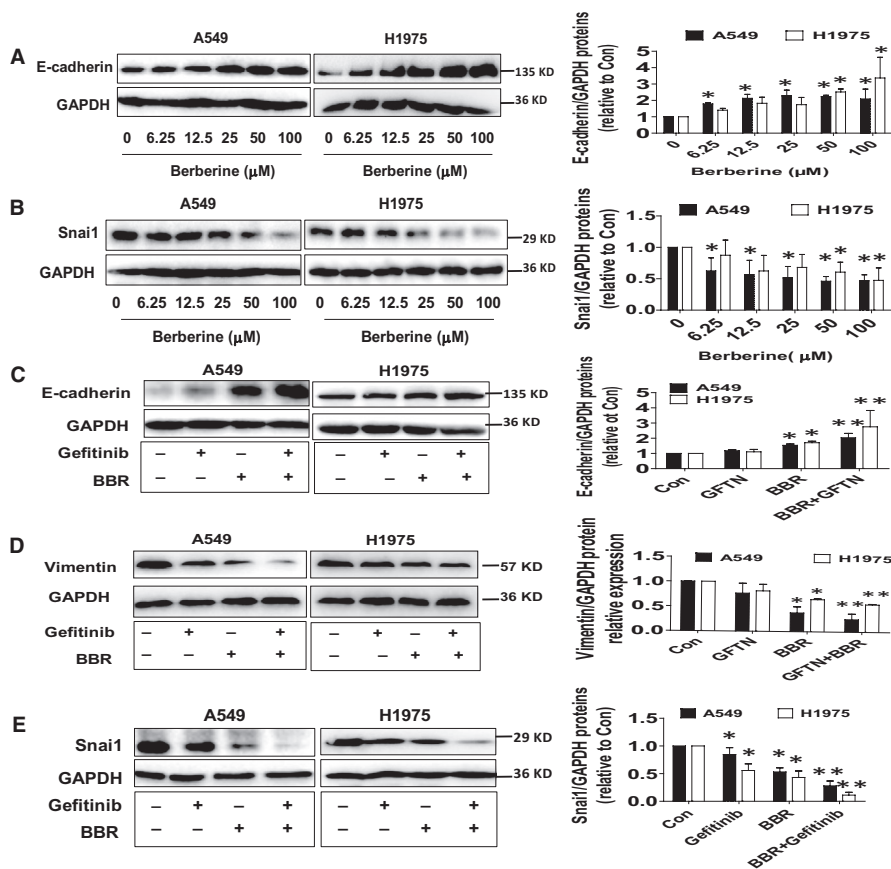 A
A549 H1975
E-cadherin
135 KD
GAPDH
36 KD
0 6.25 12.5 25 50 100 0 6.25 12.5 25 50 100
Berberine (μM) Berberine (μM)
E-cadherin/GAPDH proteins
(relative to Con)
A549 H1975
5
4
3
2
1
0
* * * * * * *
0 6.25 12.5 25 50 100
Berberine (μM)
B
A549 H1975
Snai1
29 KD
GAPDH
36 KD
0 6.25 12.5 25 50 100 0 6.25 12.5 25 50 100
Berberine (μM) Berberine (μM)
Snai1/GAPDH proteins
(relative to Con)
A549
H1975
1.5
1.0
0.5
0.0
* * * * * * *
0 6.25 12.5 25 50 100
Berberine( μM)
C
A549 H1975
E-cadherin
135 KD
GAPDH
36 KD
Gefitinib – + – + – + – +
BBR – – + + – – + +
E-cadherin/GAPDH proteins
(relative ot Con)
A549
H1975
5
4
3
2
1
0
* * ** **
Con GFTN BBR BBR+GFTN
D
A549 H1975
Vimentin
57 KD
GAPDH
36 KD
Gefitinib – + – + – + – +
BBR – – + + – – + +
Vimentin/GAPDH protein
relative expression
A549 H1975
1.5
1.0
0.5
0.0
* * ** **
Con GFTN BBR GFTN+BBR
E
A549 H1975
Snai1
29 KD
GAPDH
36 KD
Gefitinib – + – + – + – +
BBR – – + + – – + +
Snai1/GAPDH proteins
(relative to Con)
A549 H1975
1.5
1.0
0.5
0.0
* * * * ** **
Con Gefitinib BBR BBR+Gefitinib